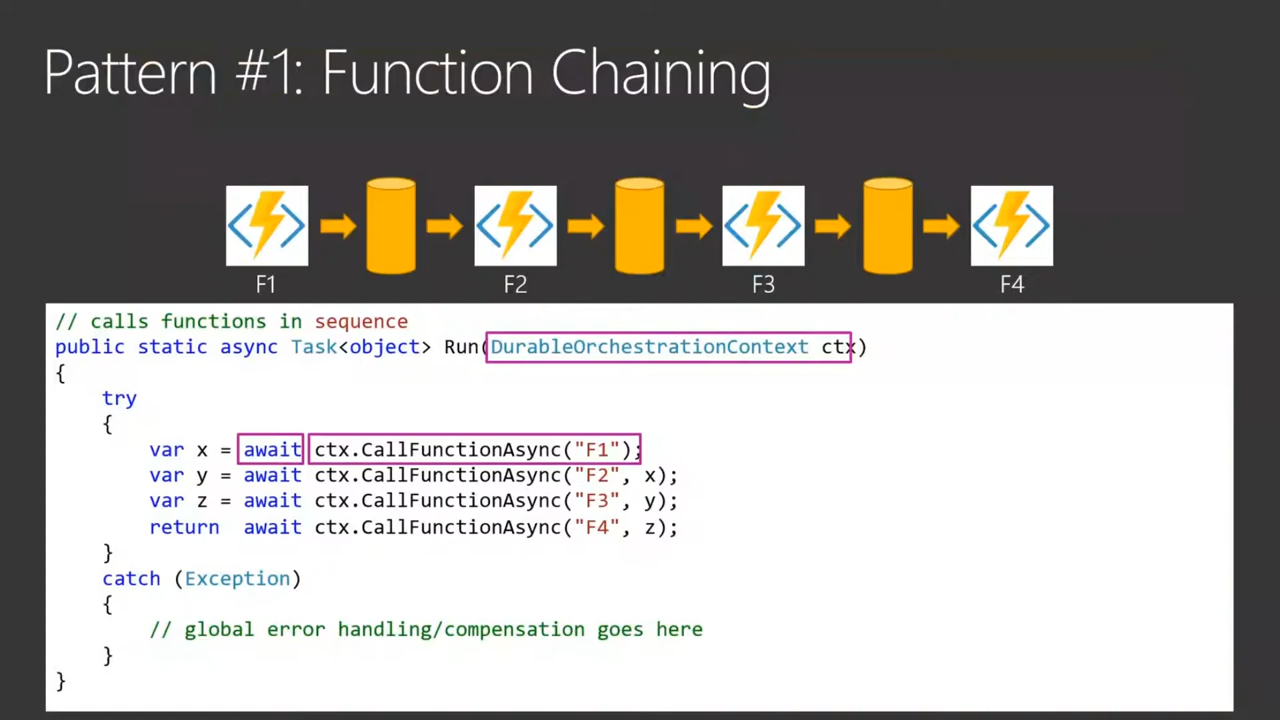 Pattern #1: Function Chaining
F1 F2 F3 F4
// calls functions in sequence
public static async Task<object> Run(DurableOrchestrationContext ctx)
{
    try
    {
        var x = await ctx.CallFunctionAsync("F1");
        var y = await ctx.CallFunctionAsync("F2", x);
        var z = await ctx.CallFunctionAsync("F3", y);
        return  await ctx.CallFunctionAsync("F4", z);
    }
    catch (Exception)
    {
        // global error handling/compensation goes here
    }
}